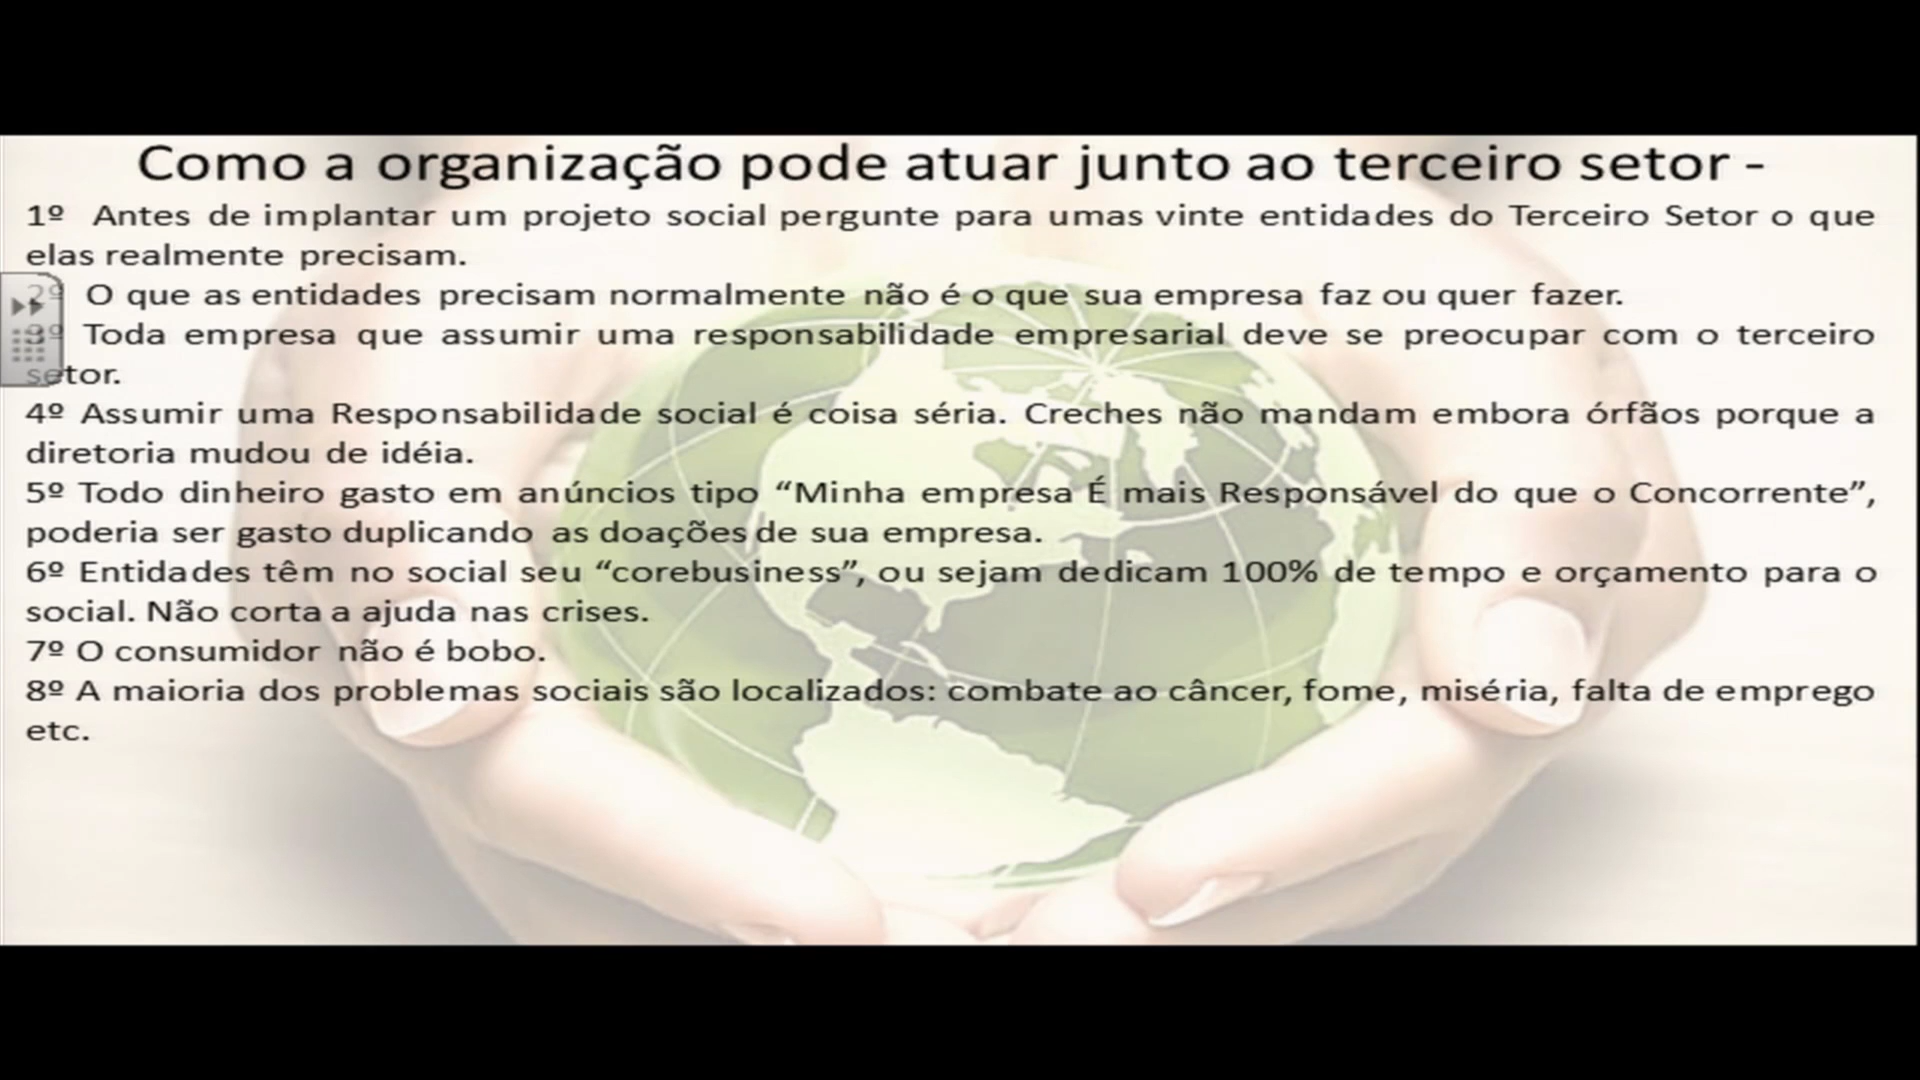 Como a organização pode atuar junto ao terceiro setor -
1º Antes de implantar um projeto social pergunte para umas vinte entidades do Terceiro Setor o que
elas realmente precisam.
2º O que as entidades precisam normalmente não é o que sua empresa faz ou quer fazer.
3º Toda empresa que assumir uma responsabilidade empresarial deve se preocupar com o terceiro
setor.
4º Assumir uma Responsabilidade social é coisa séria. Creches não mandam embora órfãos porque a
diretoria mudou de idéia.
5º Todo dinheiro gasto em anúncios tipo “Minha empresa É mais Responsável do que o Concorrente”,
poderia ser gasto duplicando as doações de sua empresa.
6º Entidades têm no social seu “corebusiness”, ou sejam dedicam 100% de tempo e orçamento para o
social. Não corta a ajuda nas crises.
7º O consumidor não é bobo.
8º A maioria dos problemas sociais são localizados: combate ao câncer, fome, miséria, falta de emprego
etc.